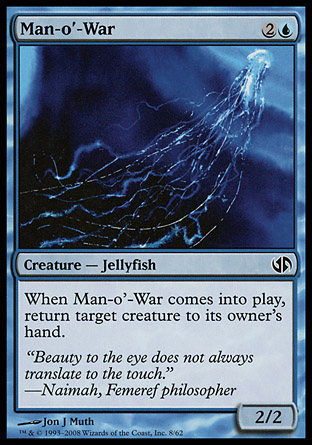 Man-o'-War 2
Creature — Jellyfish
When Man-o'-War comes into play,
return target creature to its owner's
hand.
"Beauty to the eye does not always
translate to the touch."
—Naimah, Femeref philosopher
Jon J Muth
™ & © 1993–2008 Wizards of the Coast, Inc. 8/62
2/2